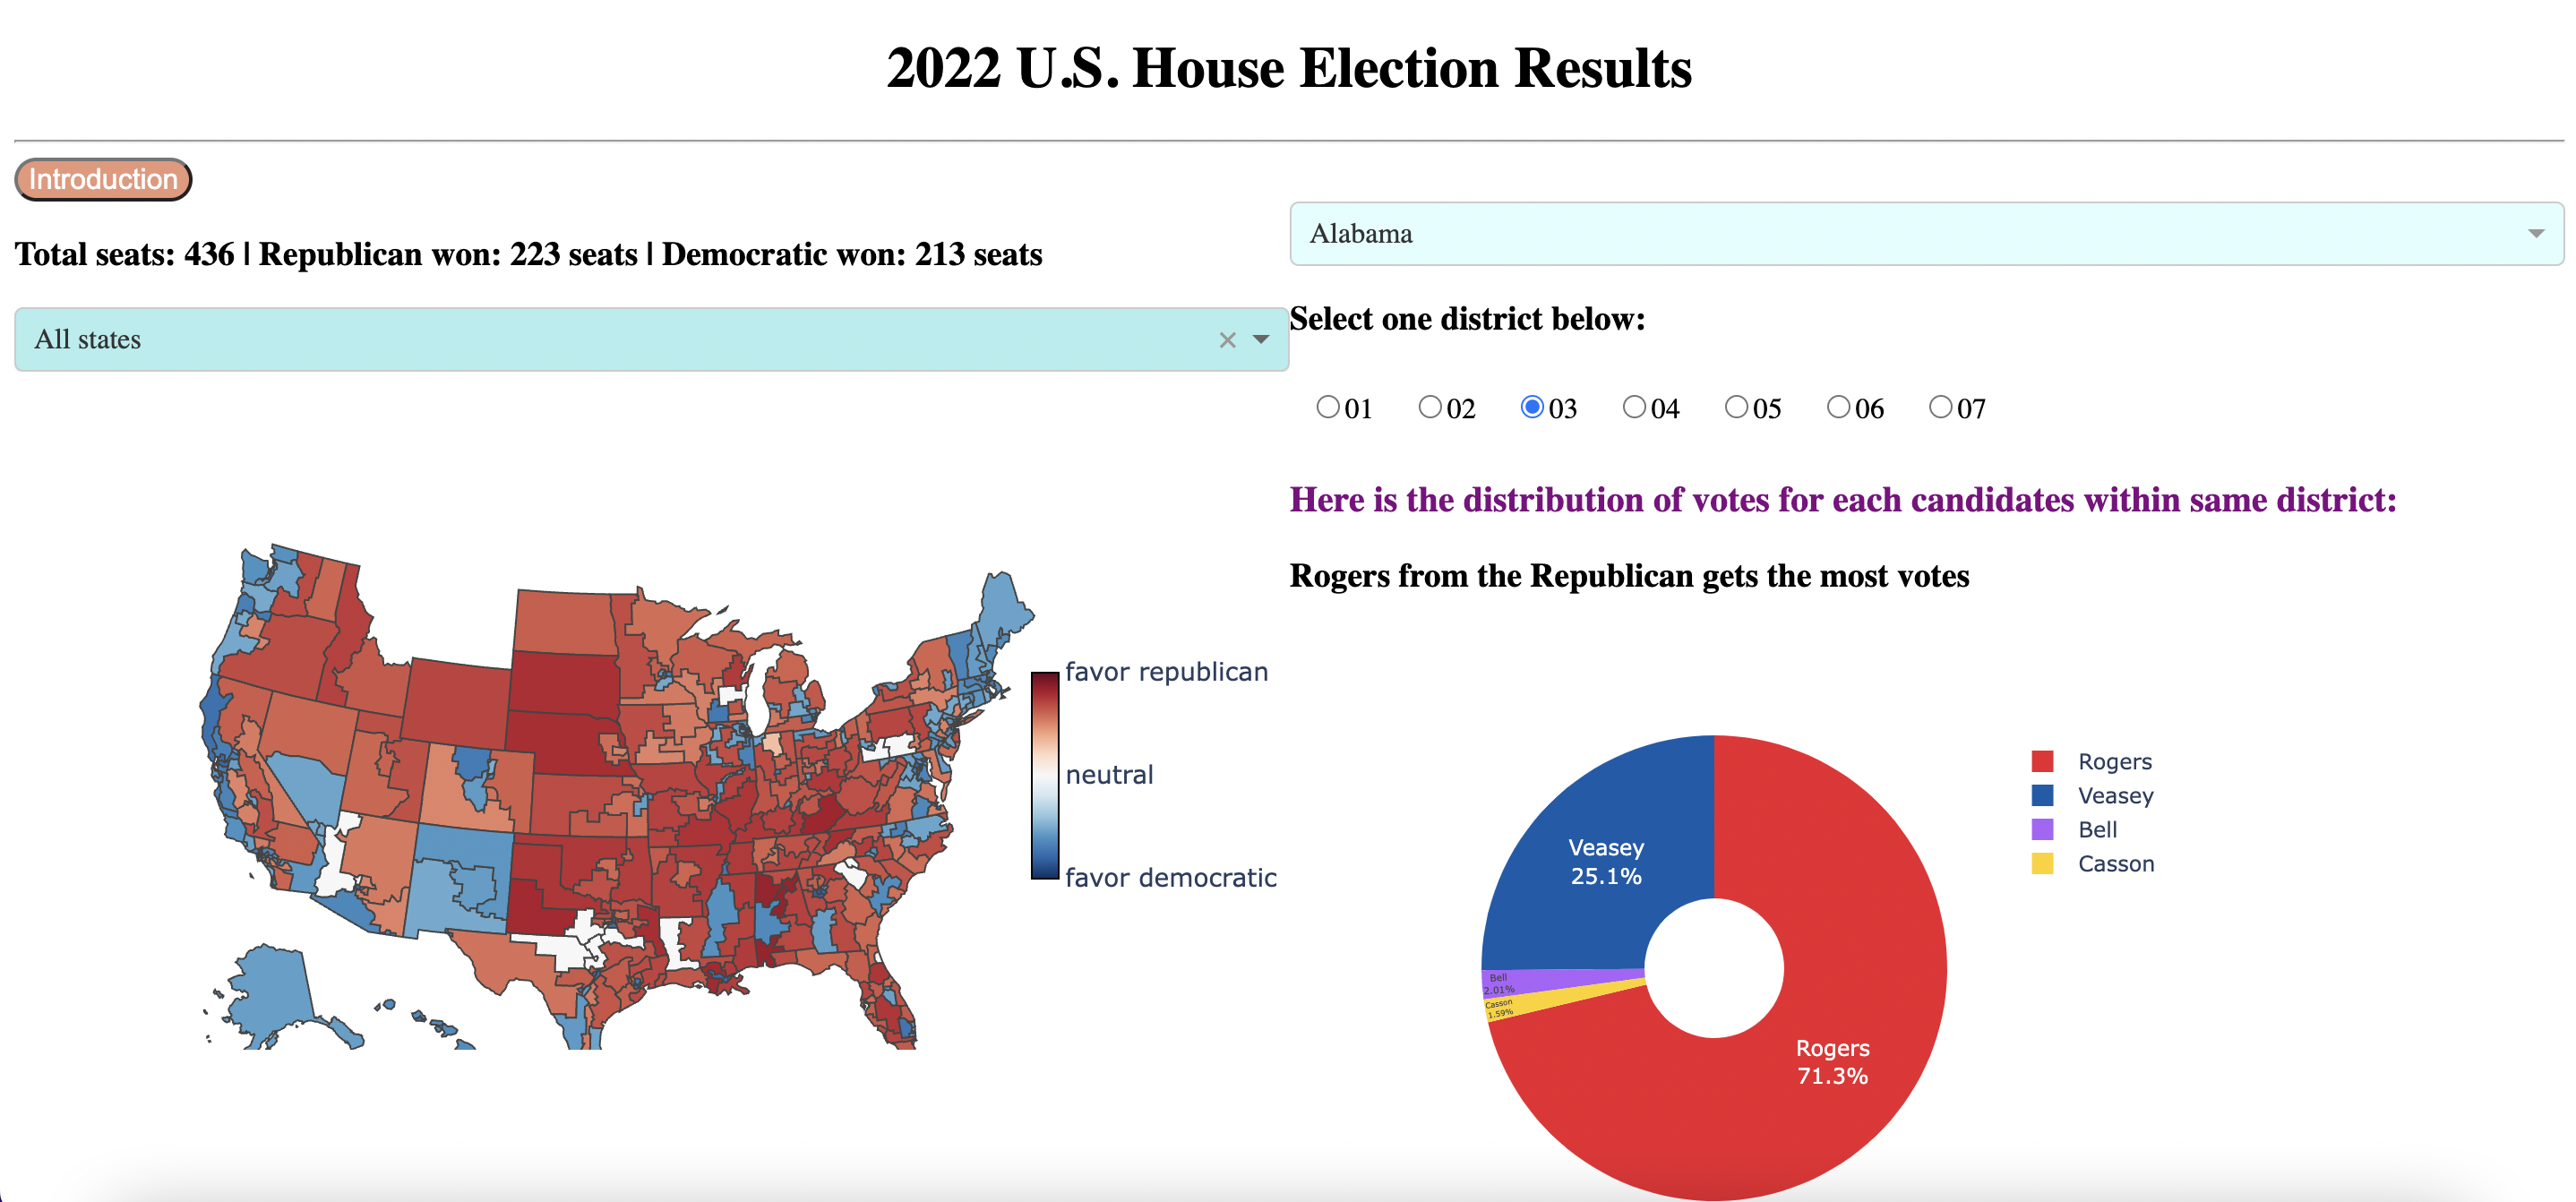 2022 U.S. House Election Results
Introduction
Total seats: 436 | Republican won: 223 seats | Democratic won: 213 seats
All states
favor republican
neutral
favor democratic
Alabama
Select one district below:
01 02 03 04 05 06 07
Here is the distribution of votes for each candidates within same district:
Rogers from the Republican gets the most votes
Veasey
25.1%
Bell
2.01%
Casson
1.59%
Rogers
71.3%
Rogers
Veasey
Bell
Casson